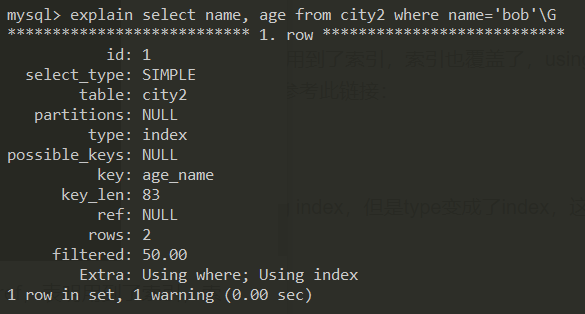 mysql> explain select name, age from city2 where name='bob'\G
*************************** 1. row ***************************
           id: 1
  select_type: SIMPLE
        table: city2
   partitions: NULL
         type: index
possible_keys: NULL
          key: age_name
      key_len: 83
          ref: NULL
         rows: 2
     filtered: 50.00
        Extra: Using where; Using index
1 row in set, 1 warning (0.00 sec)